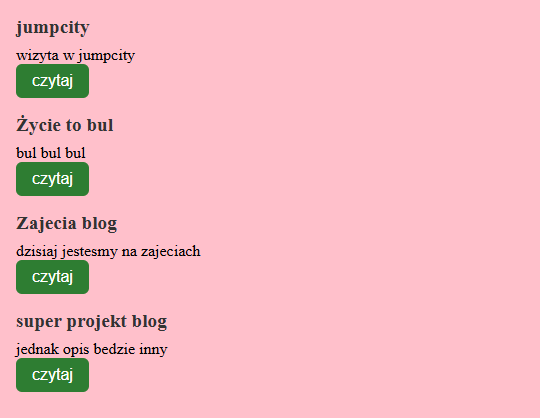 jumpcity
wizyta w jumpcity
czytaj
Życie to bul
bul bul bul
czytaj
Zajecia blog
dzisiaj jestesmy na zajeciach
czytaj
super projekt blog
jednak opis bedzie inny
czytaj